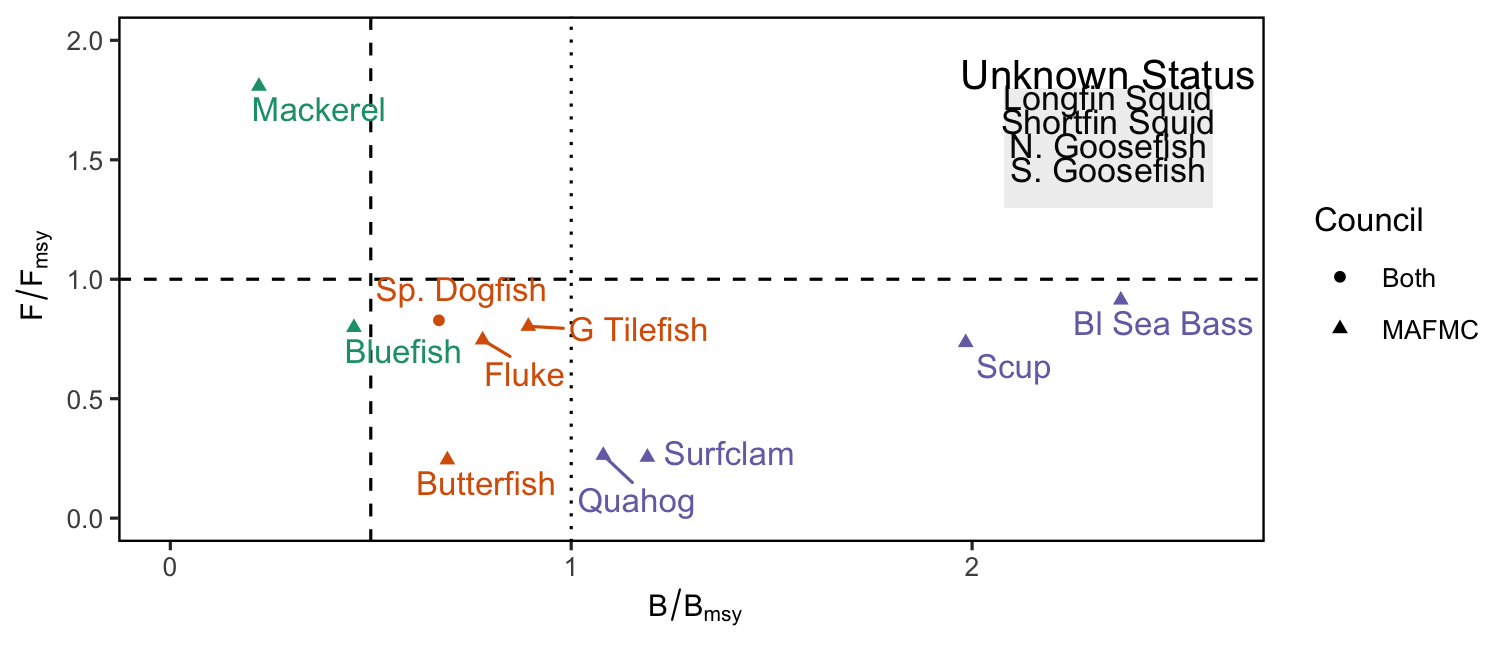 2.0
1.5
1.0
0.5
0.0
F/Fmsy
Mackerel
Unknown Status
Longfin Squid
Shortfin Squid
N. Goosefish
S. Goosefish
Sp. Dogfish
Bluefish
G Tilefish
Fluke
Butterfish
Surfclam
Quahog
Bl Sea Bass
Scup
0
1
2
B/Bmsy
Council
Both
MAFMC